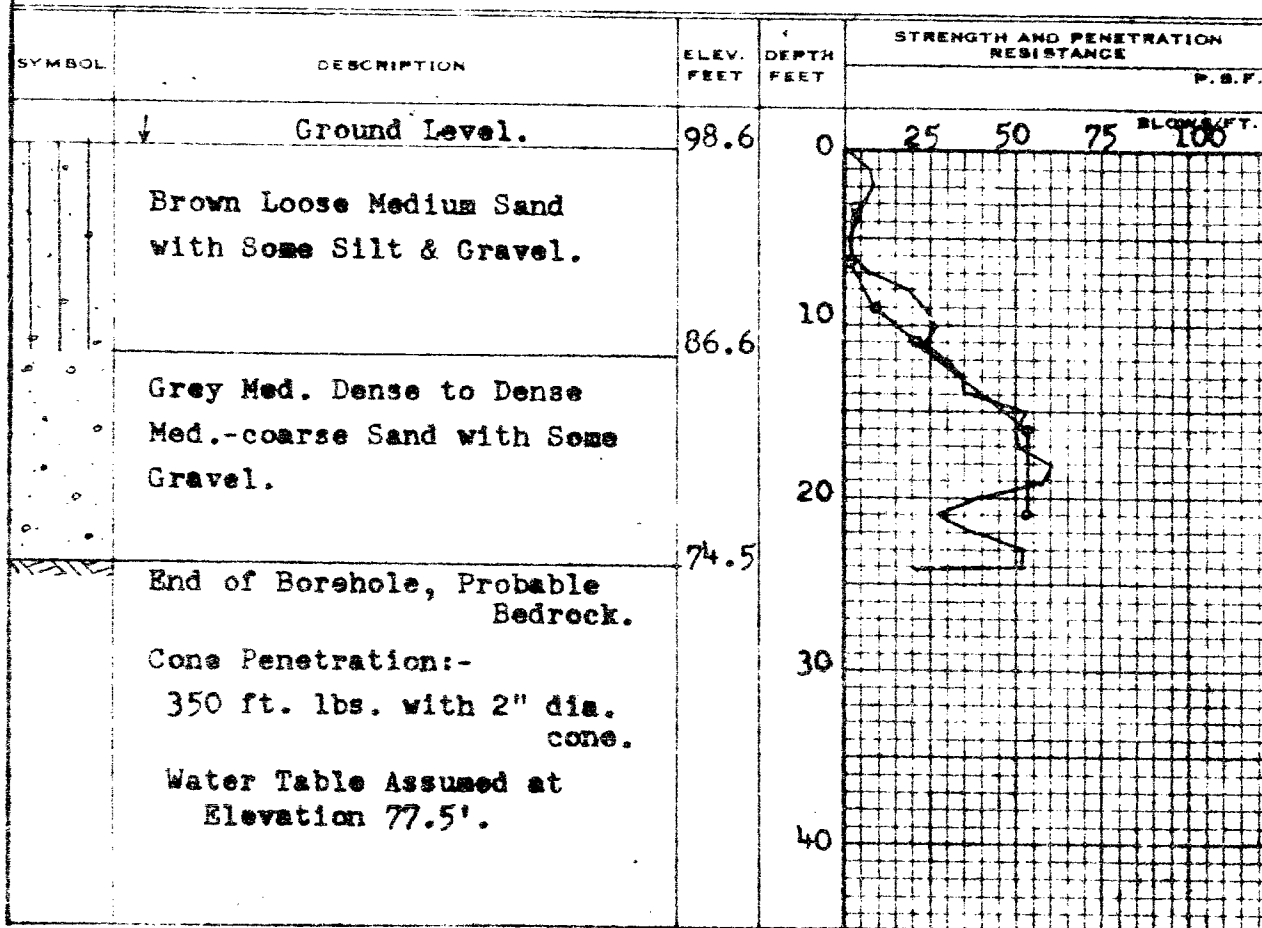 SYMBOL DESCRIPTION ELEV. FEET DEPTH FEET STRENGTH AND PENETRATION RESISTANCE
P.S.F.
BLOWS/FT.
Ground Level. 98.6 0 25 50 75 100
Brown Loose Medium Sand
with Some Silt & Gravel.
10
86.6
Grey Med. Dense to Dense
Med.-coarse Sand with Some
Gravel.
20
74.5
End of Borehole, Probable
Bedrock.
Cone Penetration:-
30
350 ft. lbs. with 2" dia.
cone.
Water Table Assumed at
Elevation 77.5'.
40